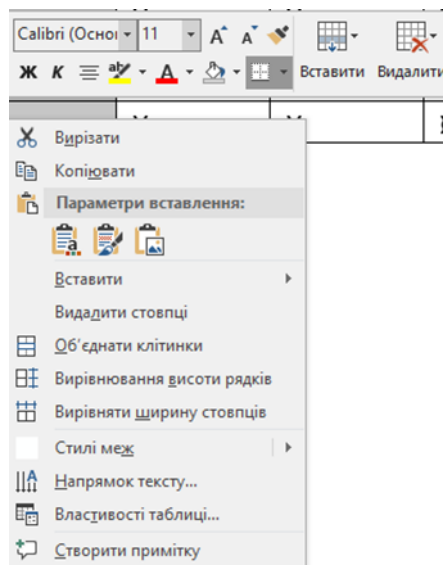 Calibri (Осної 11
Ж К Вставити Видалити
Вирізати
Копіювати
Параметри вставлення:
Вставити
Видалити стовпці
Об'єднати клітинки
Вирівнювання висоти рядків
Вирівняти ширину стовпців
Стилі меж
Напрямок тексту...
Властивості таблиці...
Створити примітку